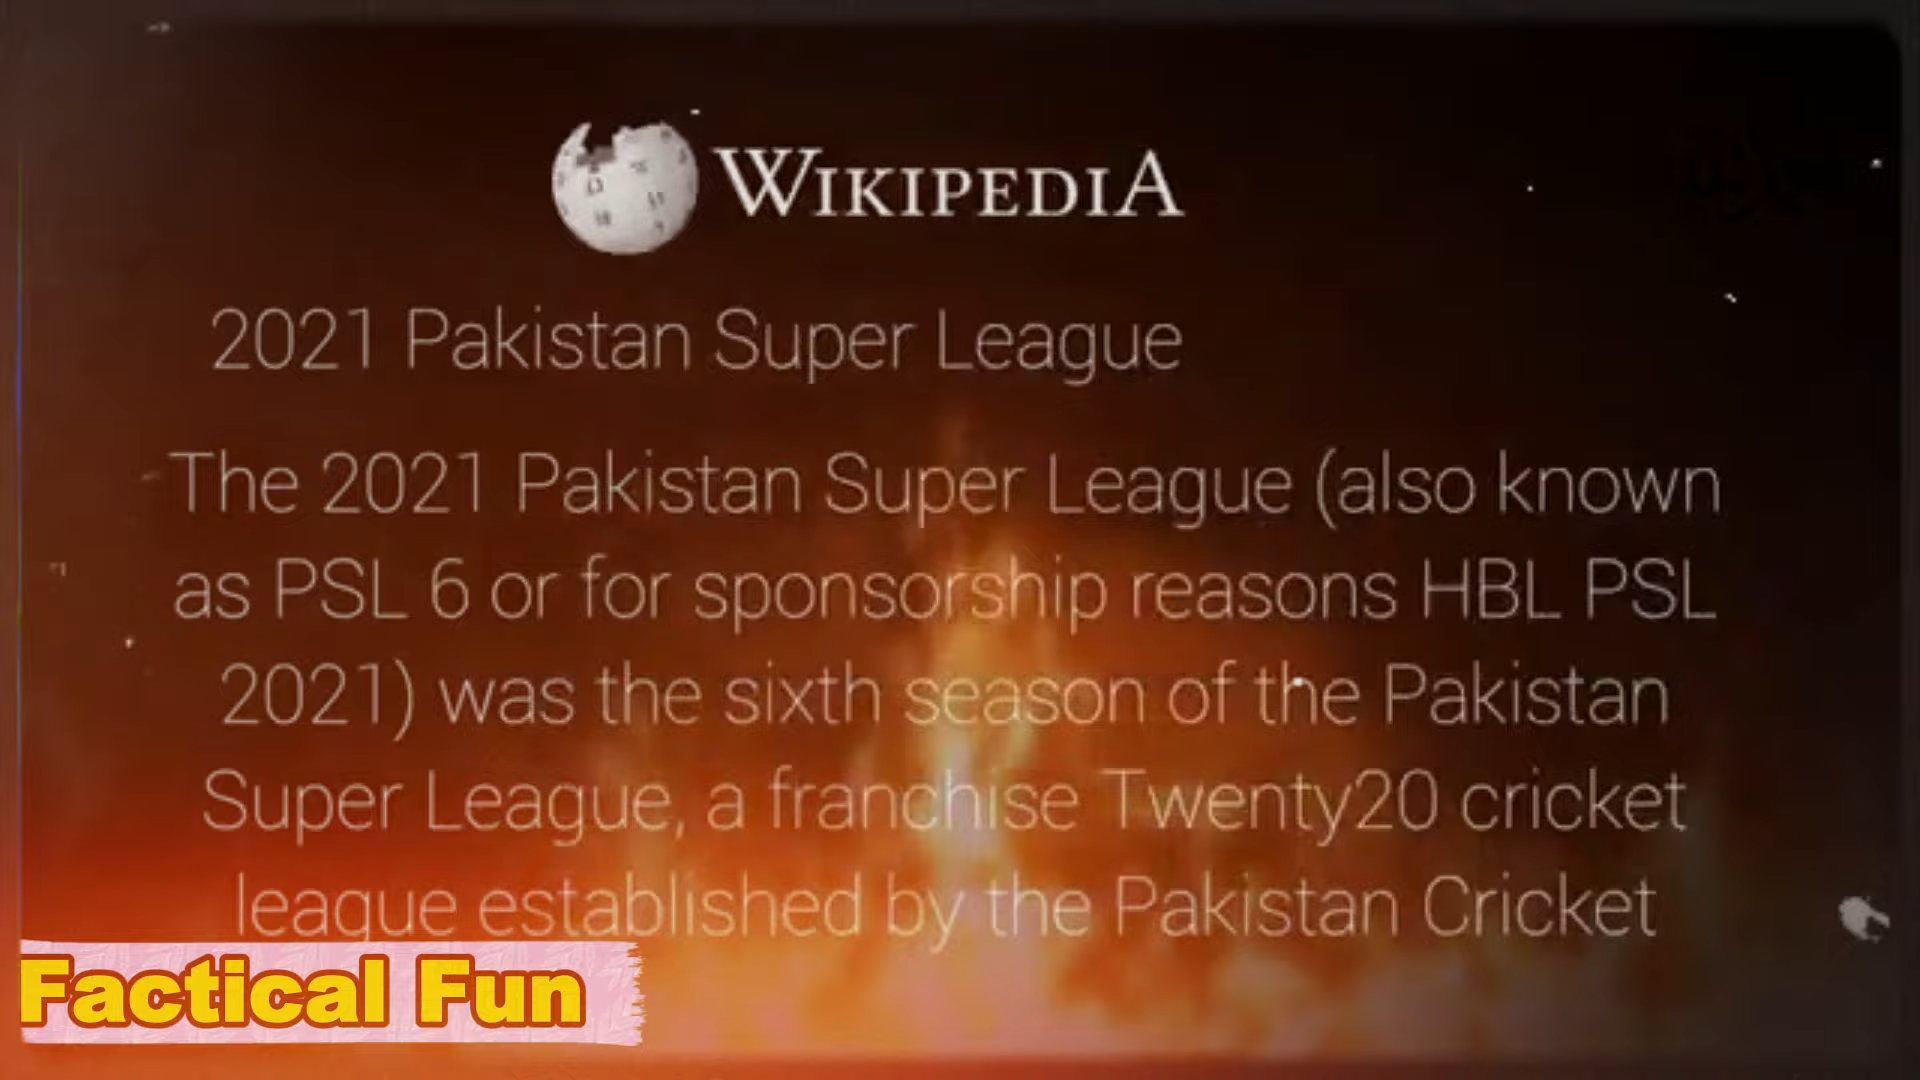 WIKIPEDIA
2021 Pakistan Super League
The 2021 Pakistan Super League (also known
as PSL 6 or for sponsorship reasons HBL PSL
2021) was the sixth season of the Pakistan
Super League, a franchise Twenty20 cricket
league established by the Pakistan Cricket
Factical Fun